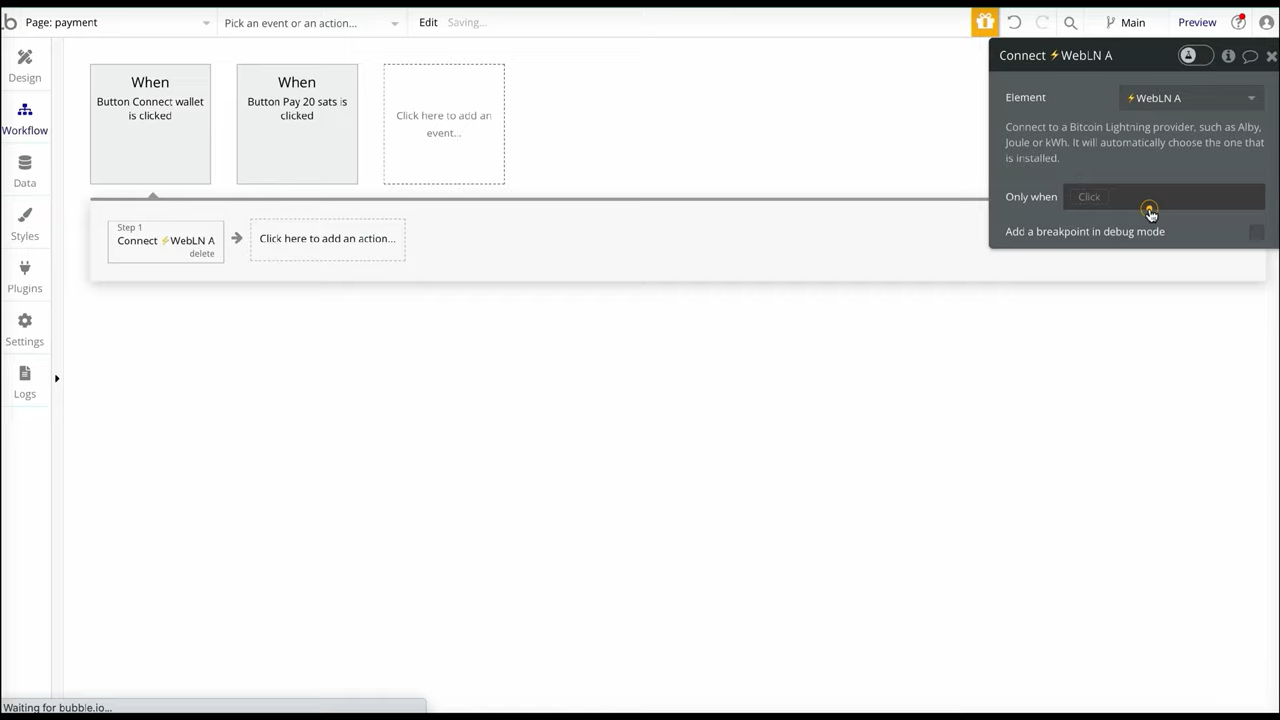 .b Page: payment
Pick an event or an action...
Edit
Saving...
Main
Preview
Design
Workflow
Data
Styles
Plugins
Settings
Logs
When
Button Connect wallet
is clicked
When
Button Pay 20 sats is
clicked
Click here to add an
event...
Step 1
Connect ⚡WebLN A
delete
Click here to add an action...
Connect ⚡WebLN A
Element
⚡WebLN A
Connect to a Bitcoin Lightning provider, such as Alby,
Joule or kWh. It will automatically choose the one that
is installed.
Only when
Click
Add a breakpoint in debug mode
Waiting for bubble.io...